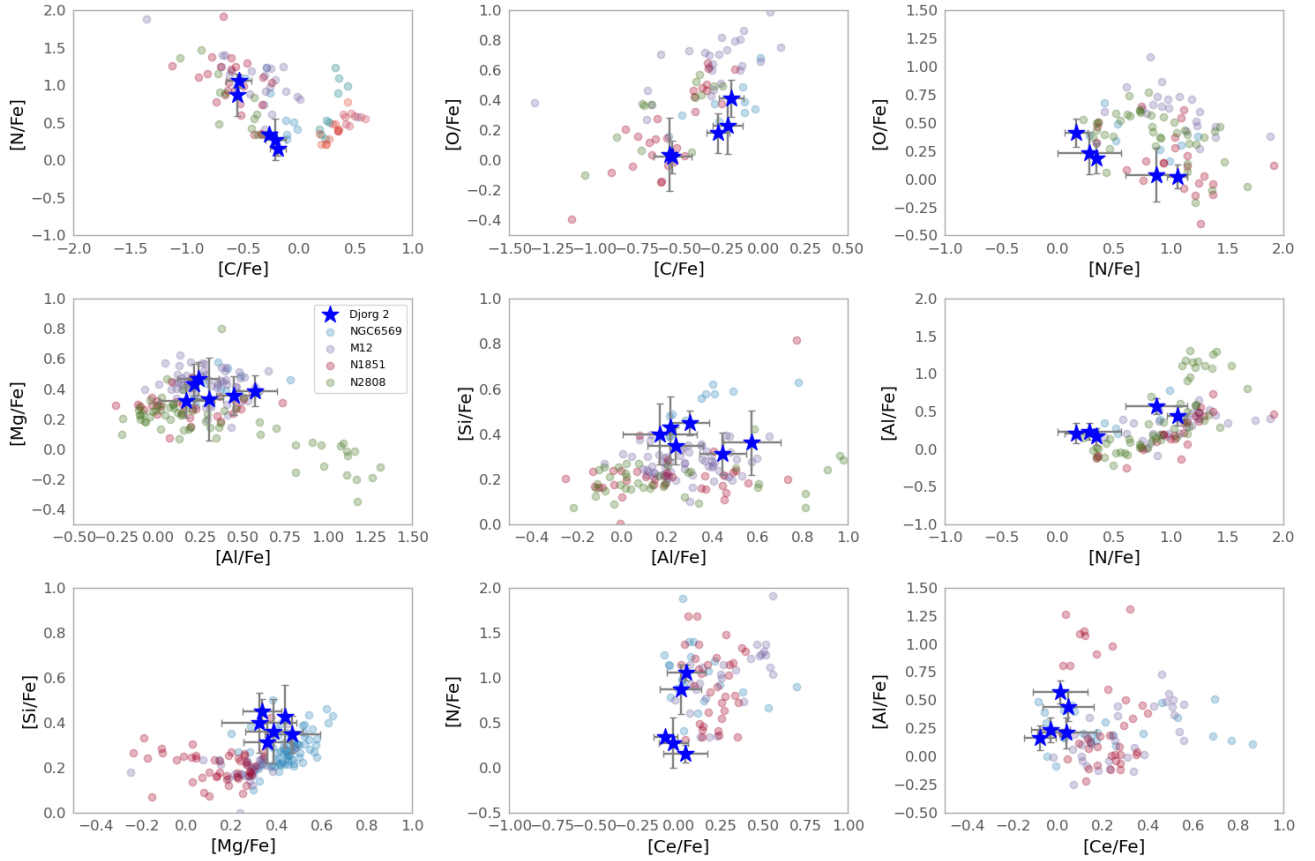 2.0
1.5
1.0
0.5
0.0
−0.5
−1.0
[N/Fe]
−2.0 −1.5 −1.0 −0.5 0.0 0.5 1.0
[C/Fe]
1.0
0.8
0.6
0.4
0.2
0.0
−0.2
−0.4
[O/Fe]
−1.50 −1.25 −1.00 −0.75 −0.50 −0.25 0.00 0.25 0.50
[C/Fe]
1.50
1.25
1.00
0.75
0.50
0.25
0.00
−0.25
−0.50
[O/Fe]
−1.0 −0.5 0.0 0.5 1.0 1.5 2.0
[N/Fe]
1.0
0.8
0.6
0.4
0.2
0.0
−0.2
−0.4
[Mg/Fe]
Djorg 2
NGC6569
M12
N1851
N2808
−0.50 −0.25 0.00 0.25 0.50 0.75 1.00 1.25 1.50
[Al/Fe]
1.0
0.8
0.6
0.4
0.2
0.0
[Si/Fe]
−0.4 −0.2 0.0 0.2 0.4 0.6 0.8 1.0
[Al/Fe]
2.0
1.5
1.0
0.5
0.0
−0.5
−1.0
[Al/Fe]
−1.0 −0.5 0.0 0.5 1.0 1.5 2.0
[N/Fe]
1.0
0.8
0.6
0.4
0.2
0.0
[Si/Fe]
−0.4 −0.2 0.0 0.2 0.4 0.6 0.8 1.0
[Mg/Fe]
2.0
1.5
1.0
0.5
0.0
−0.5
[N/Fe]
−1.00 −0.75 −0.50 −0.25 0.00 0.25 0.50 0.75 1.00
[Ce/Fe]
1.50
1.25
1.00
0.75
0.50
0.25
0.00
−0.25
−0.50
[Al/Fe]
−0.4 −0.2 0.0 0.2 0.4 0.6 0.8 1.0
[Ce/Fe]